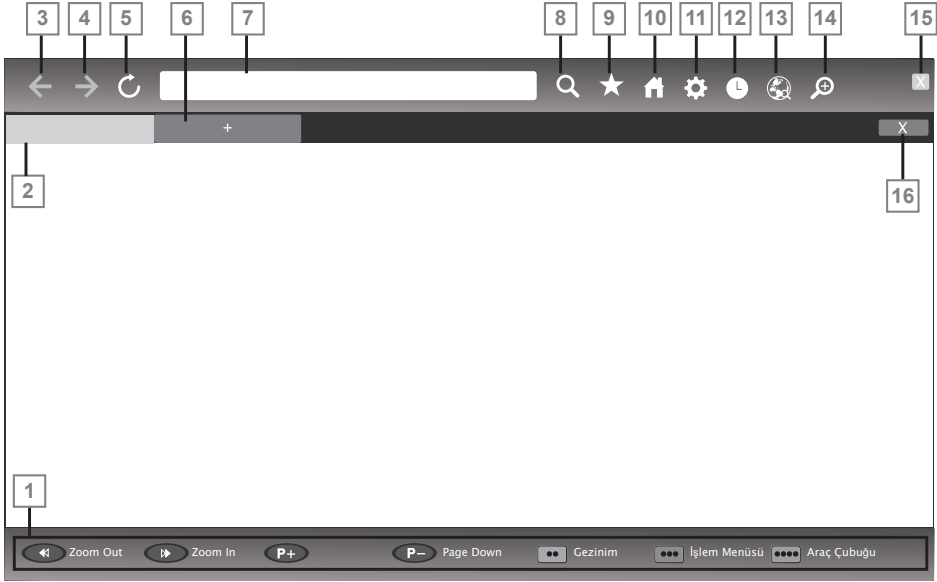 3 4 5 6 7 8 9 10 11 12 13 14 15
X
+ X
2 16
1
Zoom Out Zoom In P+ P− Page Down Gezinim İşlem Menüsü Araç Çubuğu